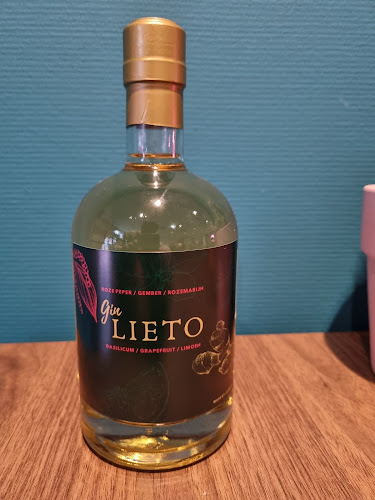 ROZE PEPER / GEMBER / ROZEMARIJN
Gin
LIETO
BASILICUM / GRAPEFRUIT / LIMOEN